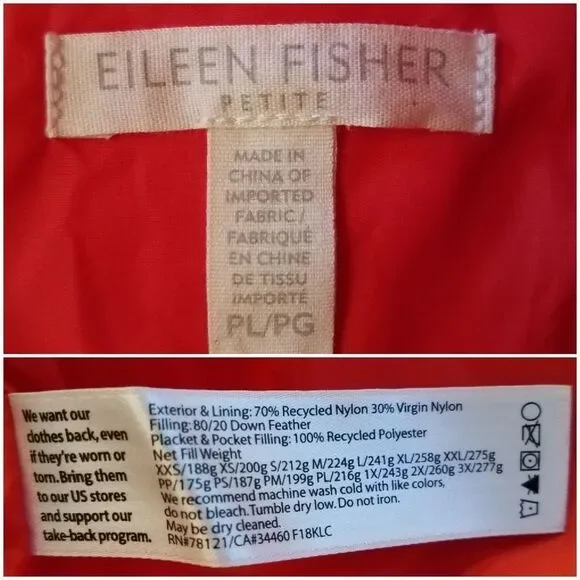 EILEEN FISHER
PETITE
MADE IN
CHINA OF
IMPORTED
FABRIC /
FABRIQUÉ
EN CHINE
DE TISSU
IMPORTÉ
PL/PG
We want our
clothes back, even
if they're worn or
torn. Bring them
to our US stores
and support our
take-back program.
Exterior & Lining: 70% Recycled Nylon 30% Virgin Nylon
Filling: 80/20 Down Feather
Placket & Pocket Filling: 100% Recycled Polyester
Net Fill Weight
XXS/188g XS/200g S/212g M/224g L/241g XL/258g XXL/275g
PP/175g PS/187g PM/199g PL/216g 1X/243g 2X/260g 3X/277g
We recommend machine wash cold with like colors,
do not bleach. Tumble dry low. Do not iron.
May be dry cleaned.
RN#78121/CA#34460 F18KLC